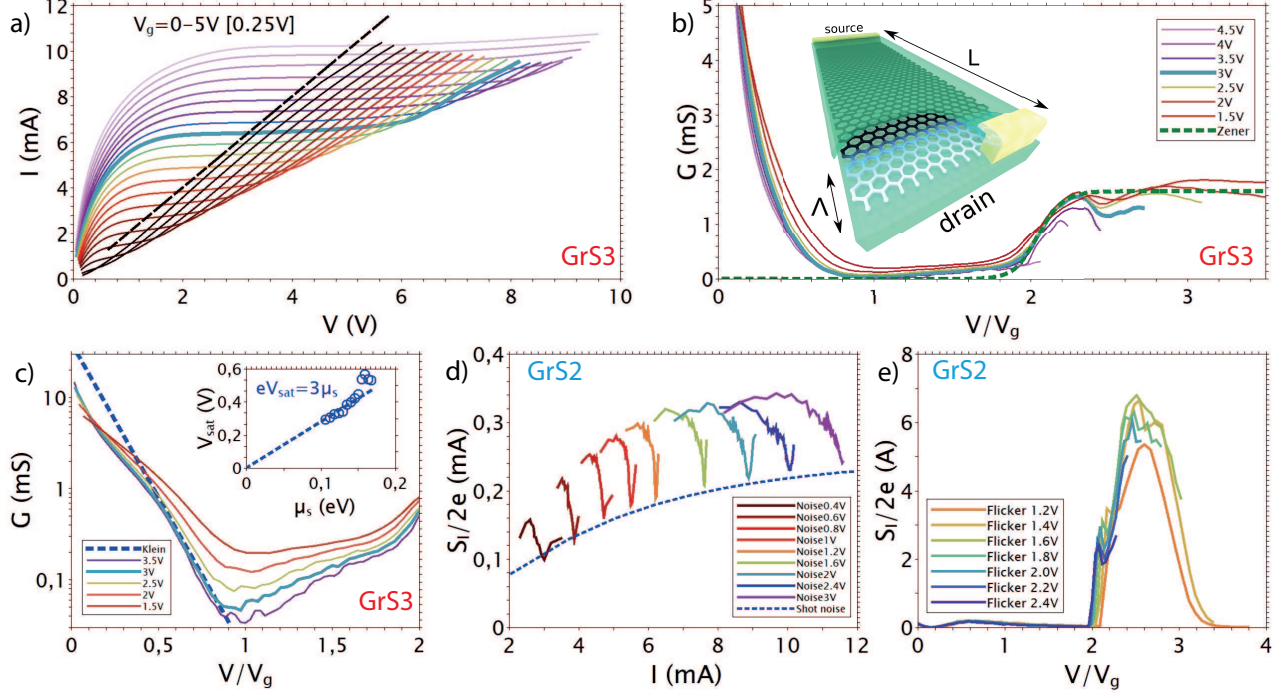 a)
V_g=0–5V [0.25V]
I (mA)
12
10
8
6
4
2
0
0
2
4
6
8
10
V (V)
GrS3
b)
G (mS)
5
4
3
2
1
0
0
1
2
3
V/V_g
source
L
Λ
drain
4.5V
4V
3.5V
3V
2.5V
2V
1.5V
Zener
GrS3
c)
G (mS)
10
1
0,1
0
0,5
1
1,5
2
V/V_g
Klein
3.5V
3V
2.5V
2V
1.5V
GrS3
V_sat (V)
0,6
0,4
0,2
0
0
0,1
0,2
μ_s (eV)
eV_sat=3μ_s
d)
GrS2
S_I/2e (mA)
0,4
0,3
0,2
0,1
0
2
4
6
8
10
12
I (mA)
Noise0.4V
Noise0.6V
Noise0.8V
Noise1V
Noise1.2V
Noise1.6V
Noise2V
Noise2.4V
Noise3V
Shot noise
e)
GrS2
S_I/2e (A)
8
6
4
2
0
0
1
2
3
4
V/V_g
Flicker 1.2V
Flicker 1.4V
Flicker 1.6V
Flicker 1.8V
Flicker 2.0V
Flicker 2.2V
Flicker 2.4V